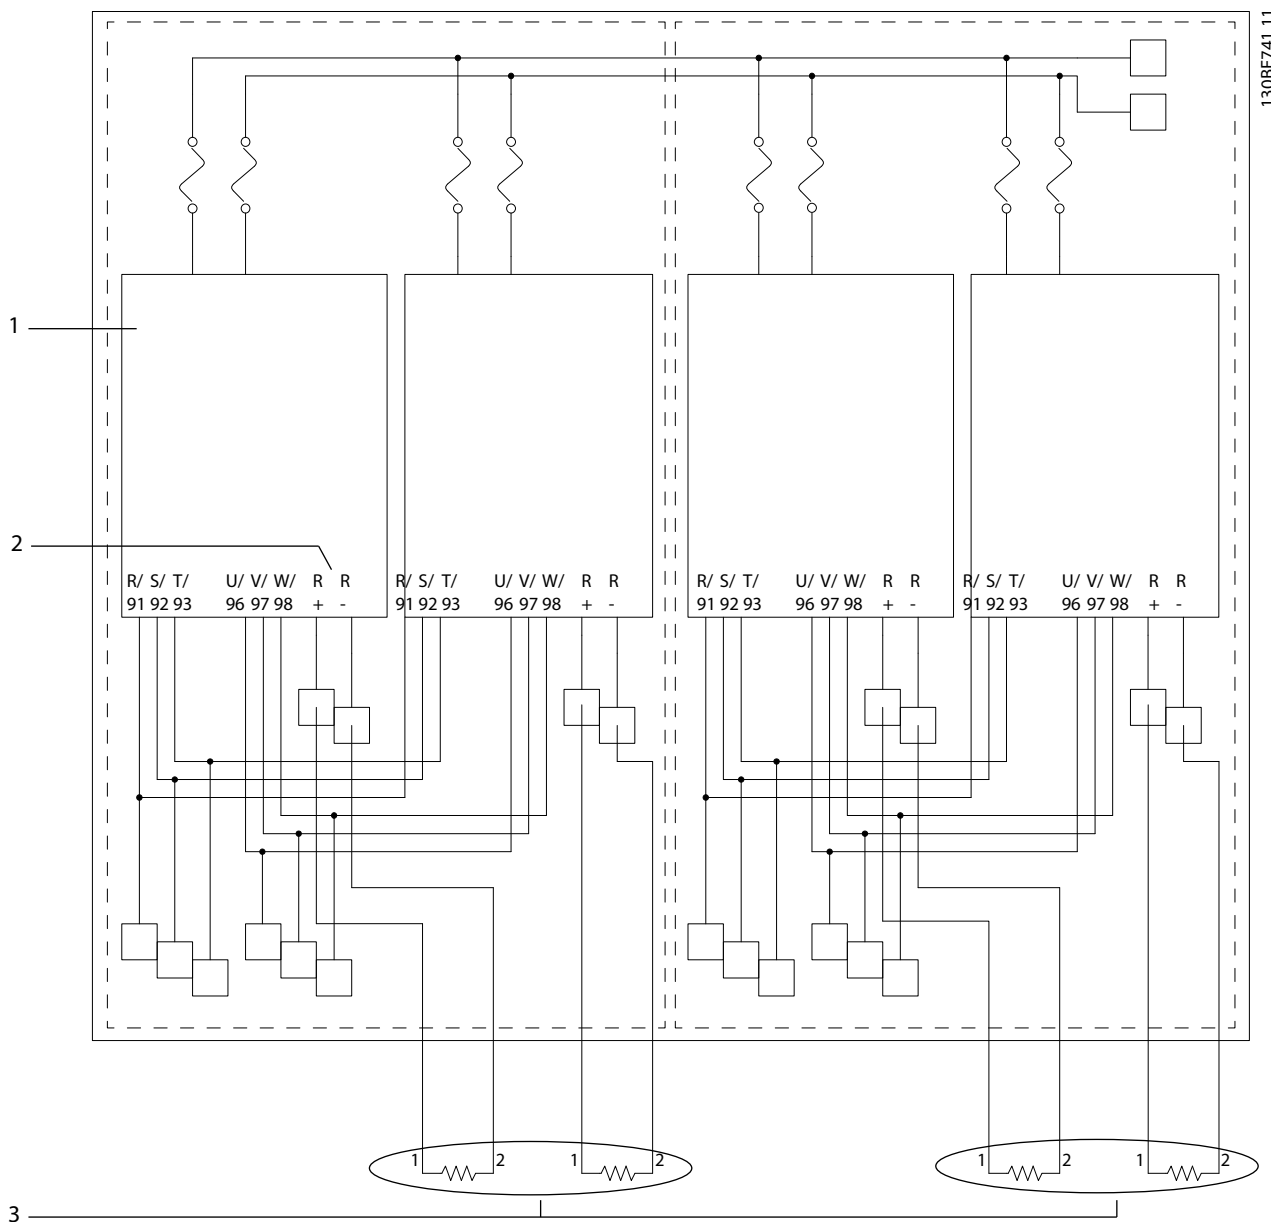 130BF741.11
1
2
R/ S/ T/ U/ V/ W/ R R R/ S/ T/ U/ V/ W/ R R R/ S/ T/ U/ V/ W/ R R R/ S/ T/ U/ V/ W/ R R
91 92 93 96 97 98 + - 91 92 93 96 97 98 + - 91 92 93 96 97 98 + - 91 92 93 96 97 98 + -
1 2 1 2 1 2 1 2
3